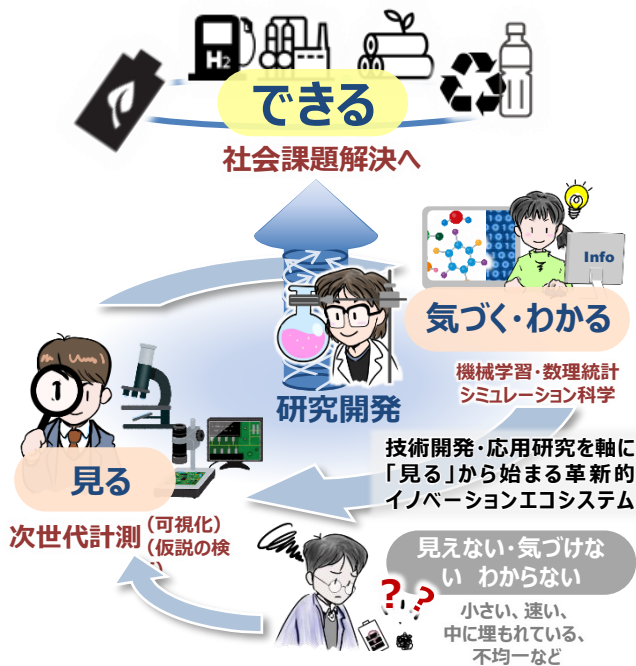 H2
できる
社会課題解決へ
Info
気づく・わかる
機械学習・数理統計
シミュレーション科学
研究開発
技術開発・応用研究を軸に
「見る」から始まる革新的
イノベーションエコシステム
見る
次世代計測
（可視化）
（仮説の検
見えない・気づけな
い わからない
? ?
小さい、速い、
中に埋もれている、
不均一など